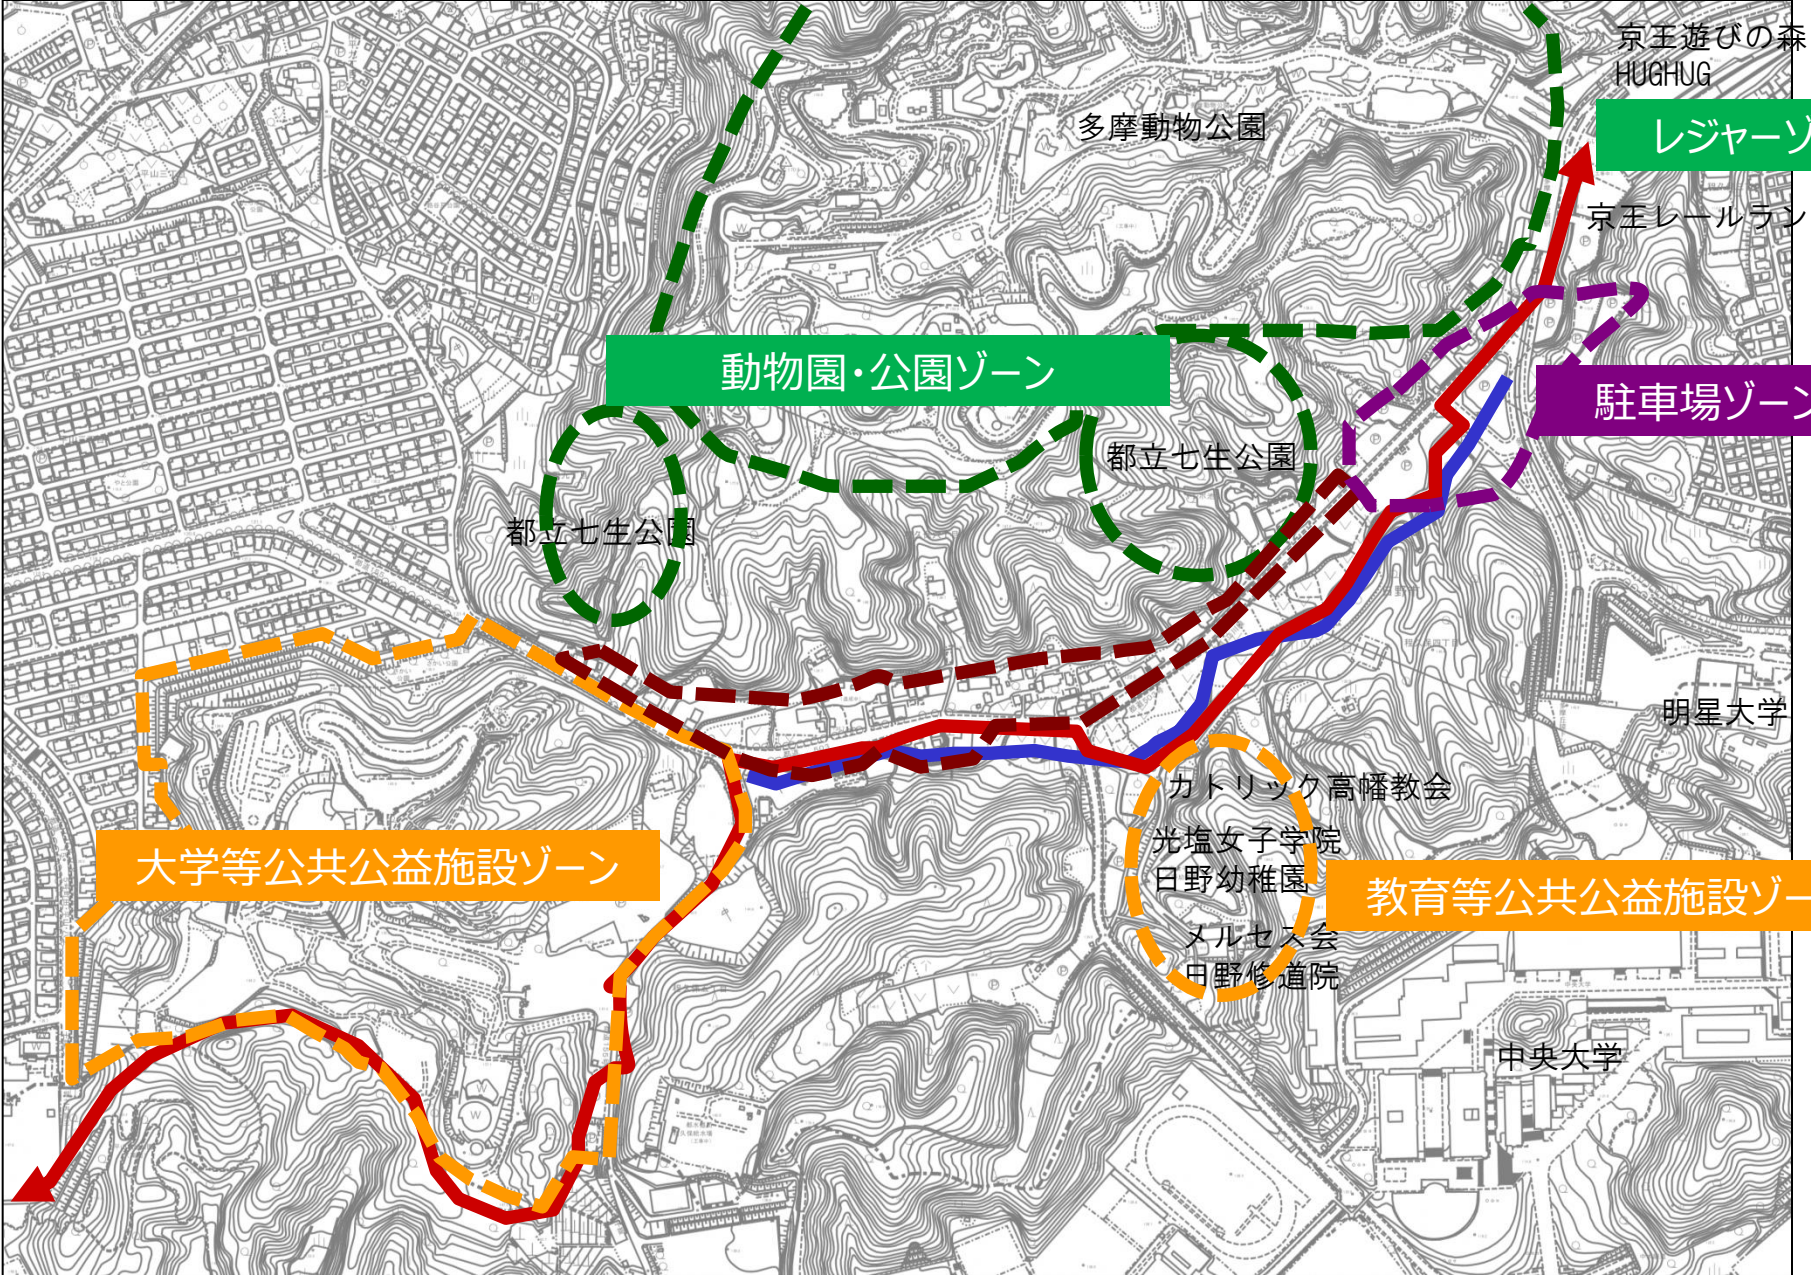 京王遊びの森
HUGHUG
多摩動物公園
レジャーゾ
京王レールラン
動物園・公園ゾーン
駐車場ゾーン
都立七生公園
都立七生公園
明星大学
カトリック高幡教会
光塩女子学院
日野幼稚園
大学等公共公益施設ゾーン
教育等公共公益施設ゾー
メルセス会
日野修道院
中央大学